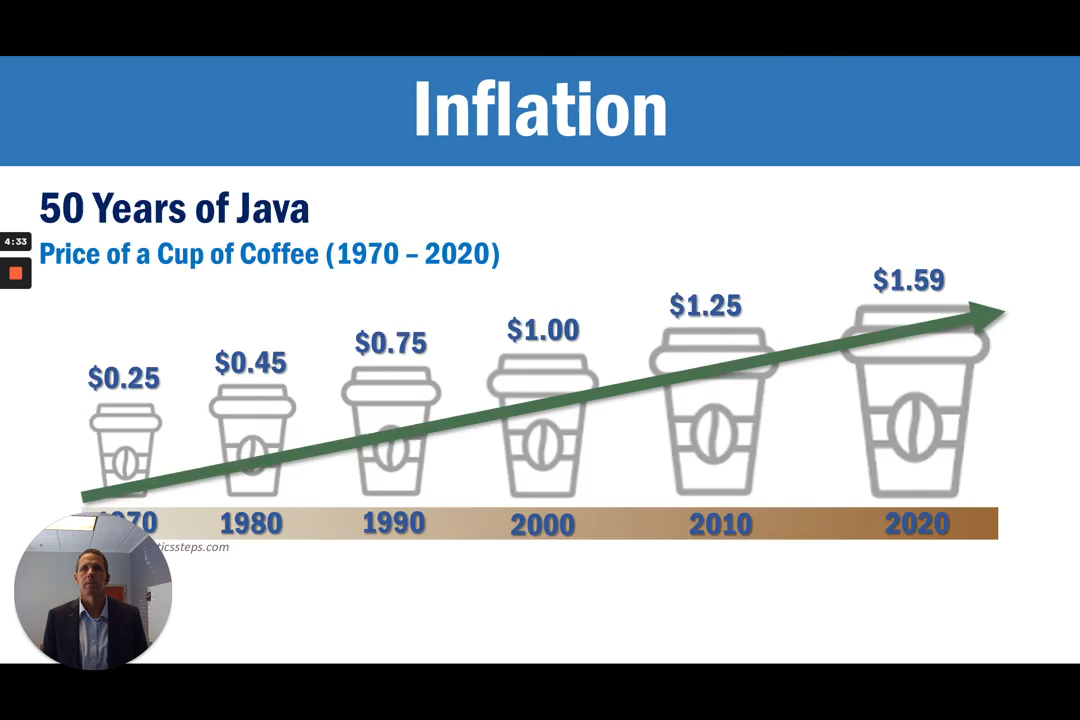 Inflation
50 Years of Java
4:33
Price of a Cup of Coffee (1970 – 2020)
$0.25 $0.45 $0.75 $1.00 $1.25 $1.59
1980 1990 2000 2010 2020